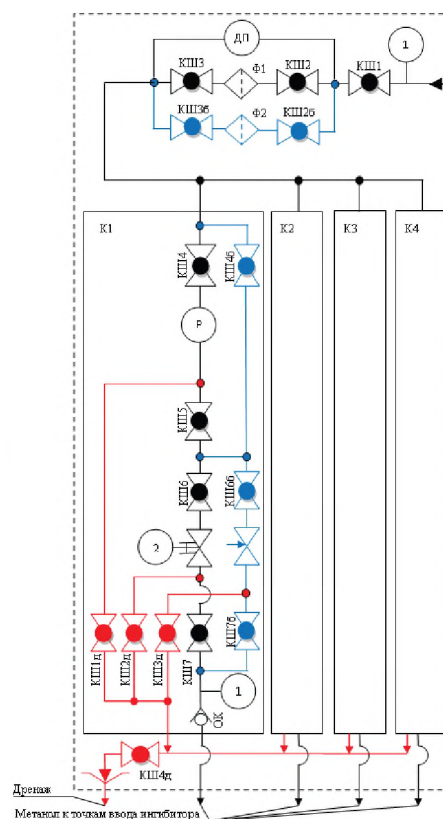 ДП
КШ3
Ф1
КШ2
КШ1
1
КШ3б
Ф2
КШ2б
К1
К2
К3
К4
КШ4
КШ4б
Р
КШ5
КШ6
КШ6б
2
КШ1д
КШ2д
КШ3д
КШ7
КШ7б
1
ОК
КШ4д
Дренаж
Метанол к точкам ввода ингибитора